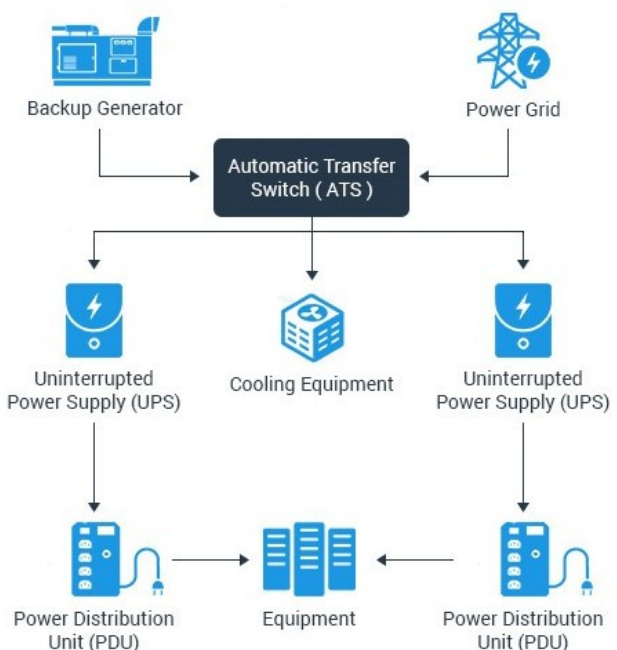 Backup Generator
Power Grid
Automatic Transfer
Switch ( ATS )
Uninterrupted
Power Supply (UPS)
Cooling Equipment
Uninterrupted
Power Supply (UPS)
Power Distribution
Unit (PDU)
Equipment
Power Distribution
Unit (PDU)